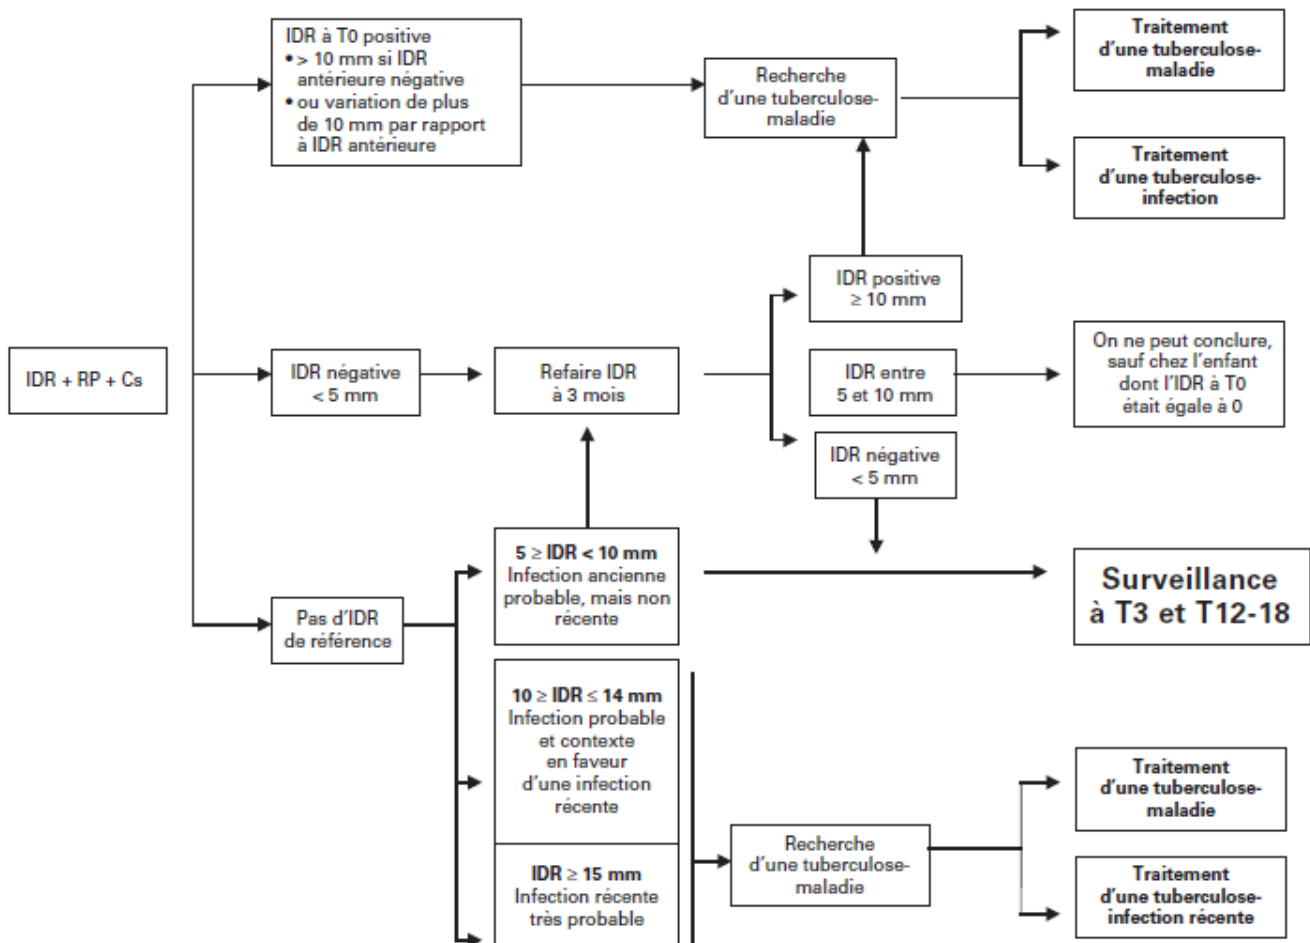 IDR à T0 positive
• > 10 mm si IDR
antérieure négative
• ou variation de plus
de 10 mm par rapport
à IDR antérieure
Recherche
d'une tuberculose-
maladie
Traitement
d'une tuberculose-
maladie
Traitement
d'une tuberculose-
infection
IDR + RP + Cs
IDR négative
< 5 mm
Refaire IDR
à 3 mois
IDR positive
≥ 10 mm
IDR entre
5 et 10 mm
IDR négative
< 5 mm
On ne peut conclure,
sauf chez l'enfant
dont l'IDR à T0
était égale à 0
Pas d'IDR
de référence
5 ≥ IDR < 10 mm
Infection ancienne
probable, mais non
récente
Surveillance
à T3 et T12-18
10 ≥ IDR ≤ 14 mm
Infection probable
et contexte
en faveur
d'une infection
récente
IDR ≥ 15 mm
Infection récente
très probable
Recherche
d'une tuberculose-
maladie
Traitement
d'une tuberculose-
maladie
Traitement
d'une tuberculose-
infection récente